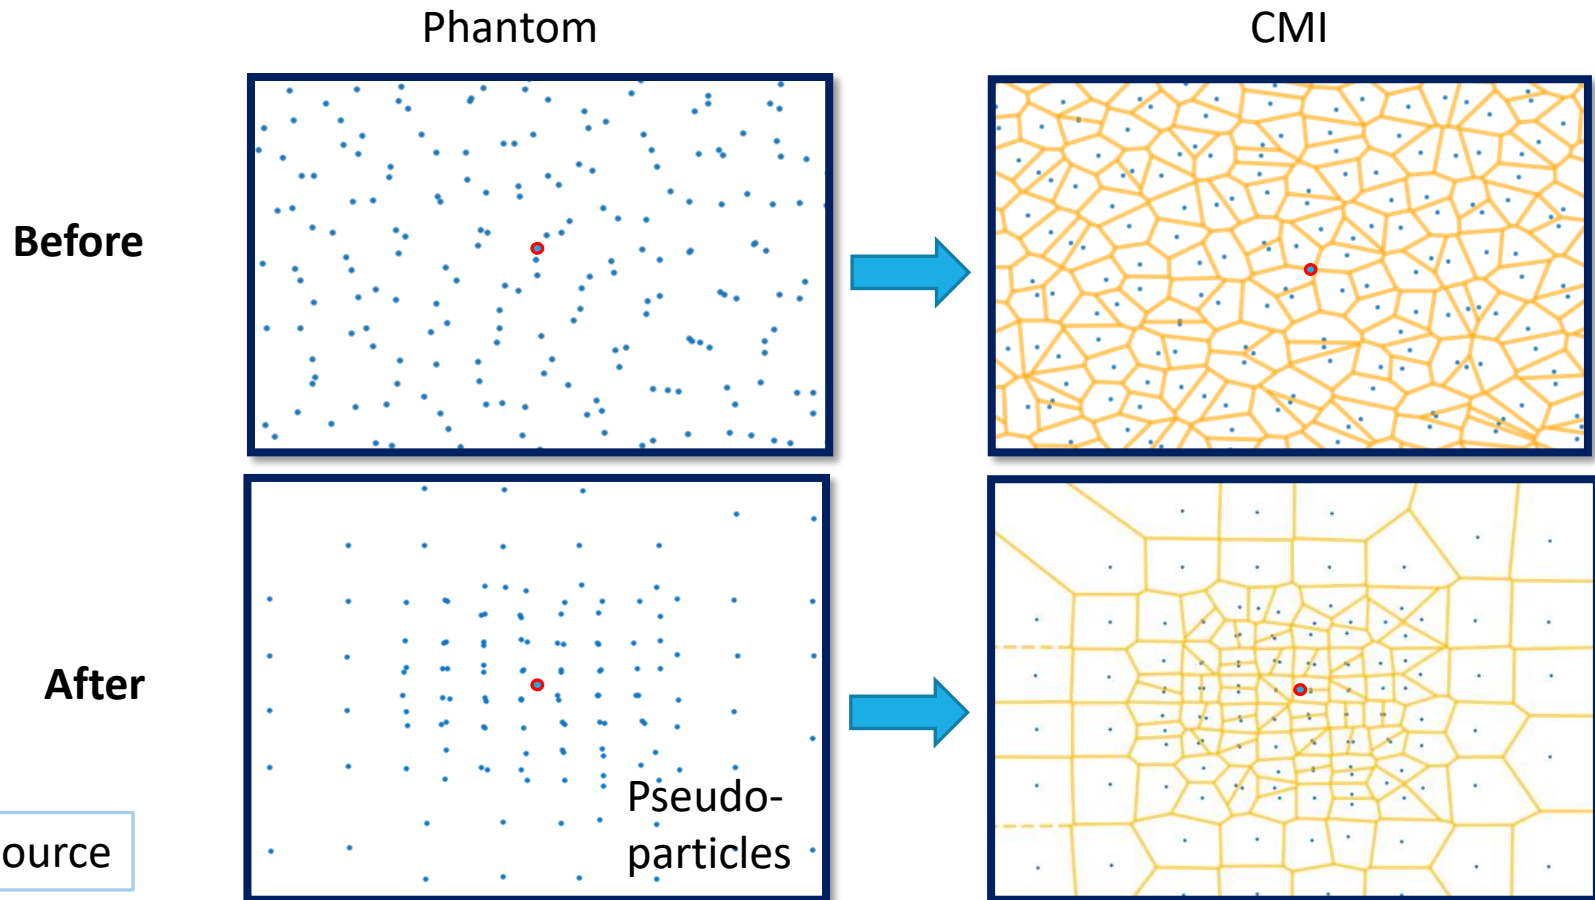 Phantom
CMI
Before
After
Pseudo-
particles
ource